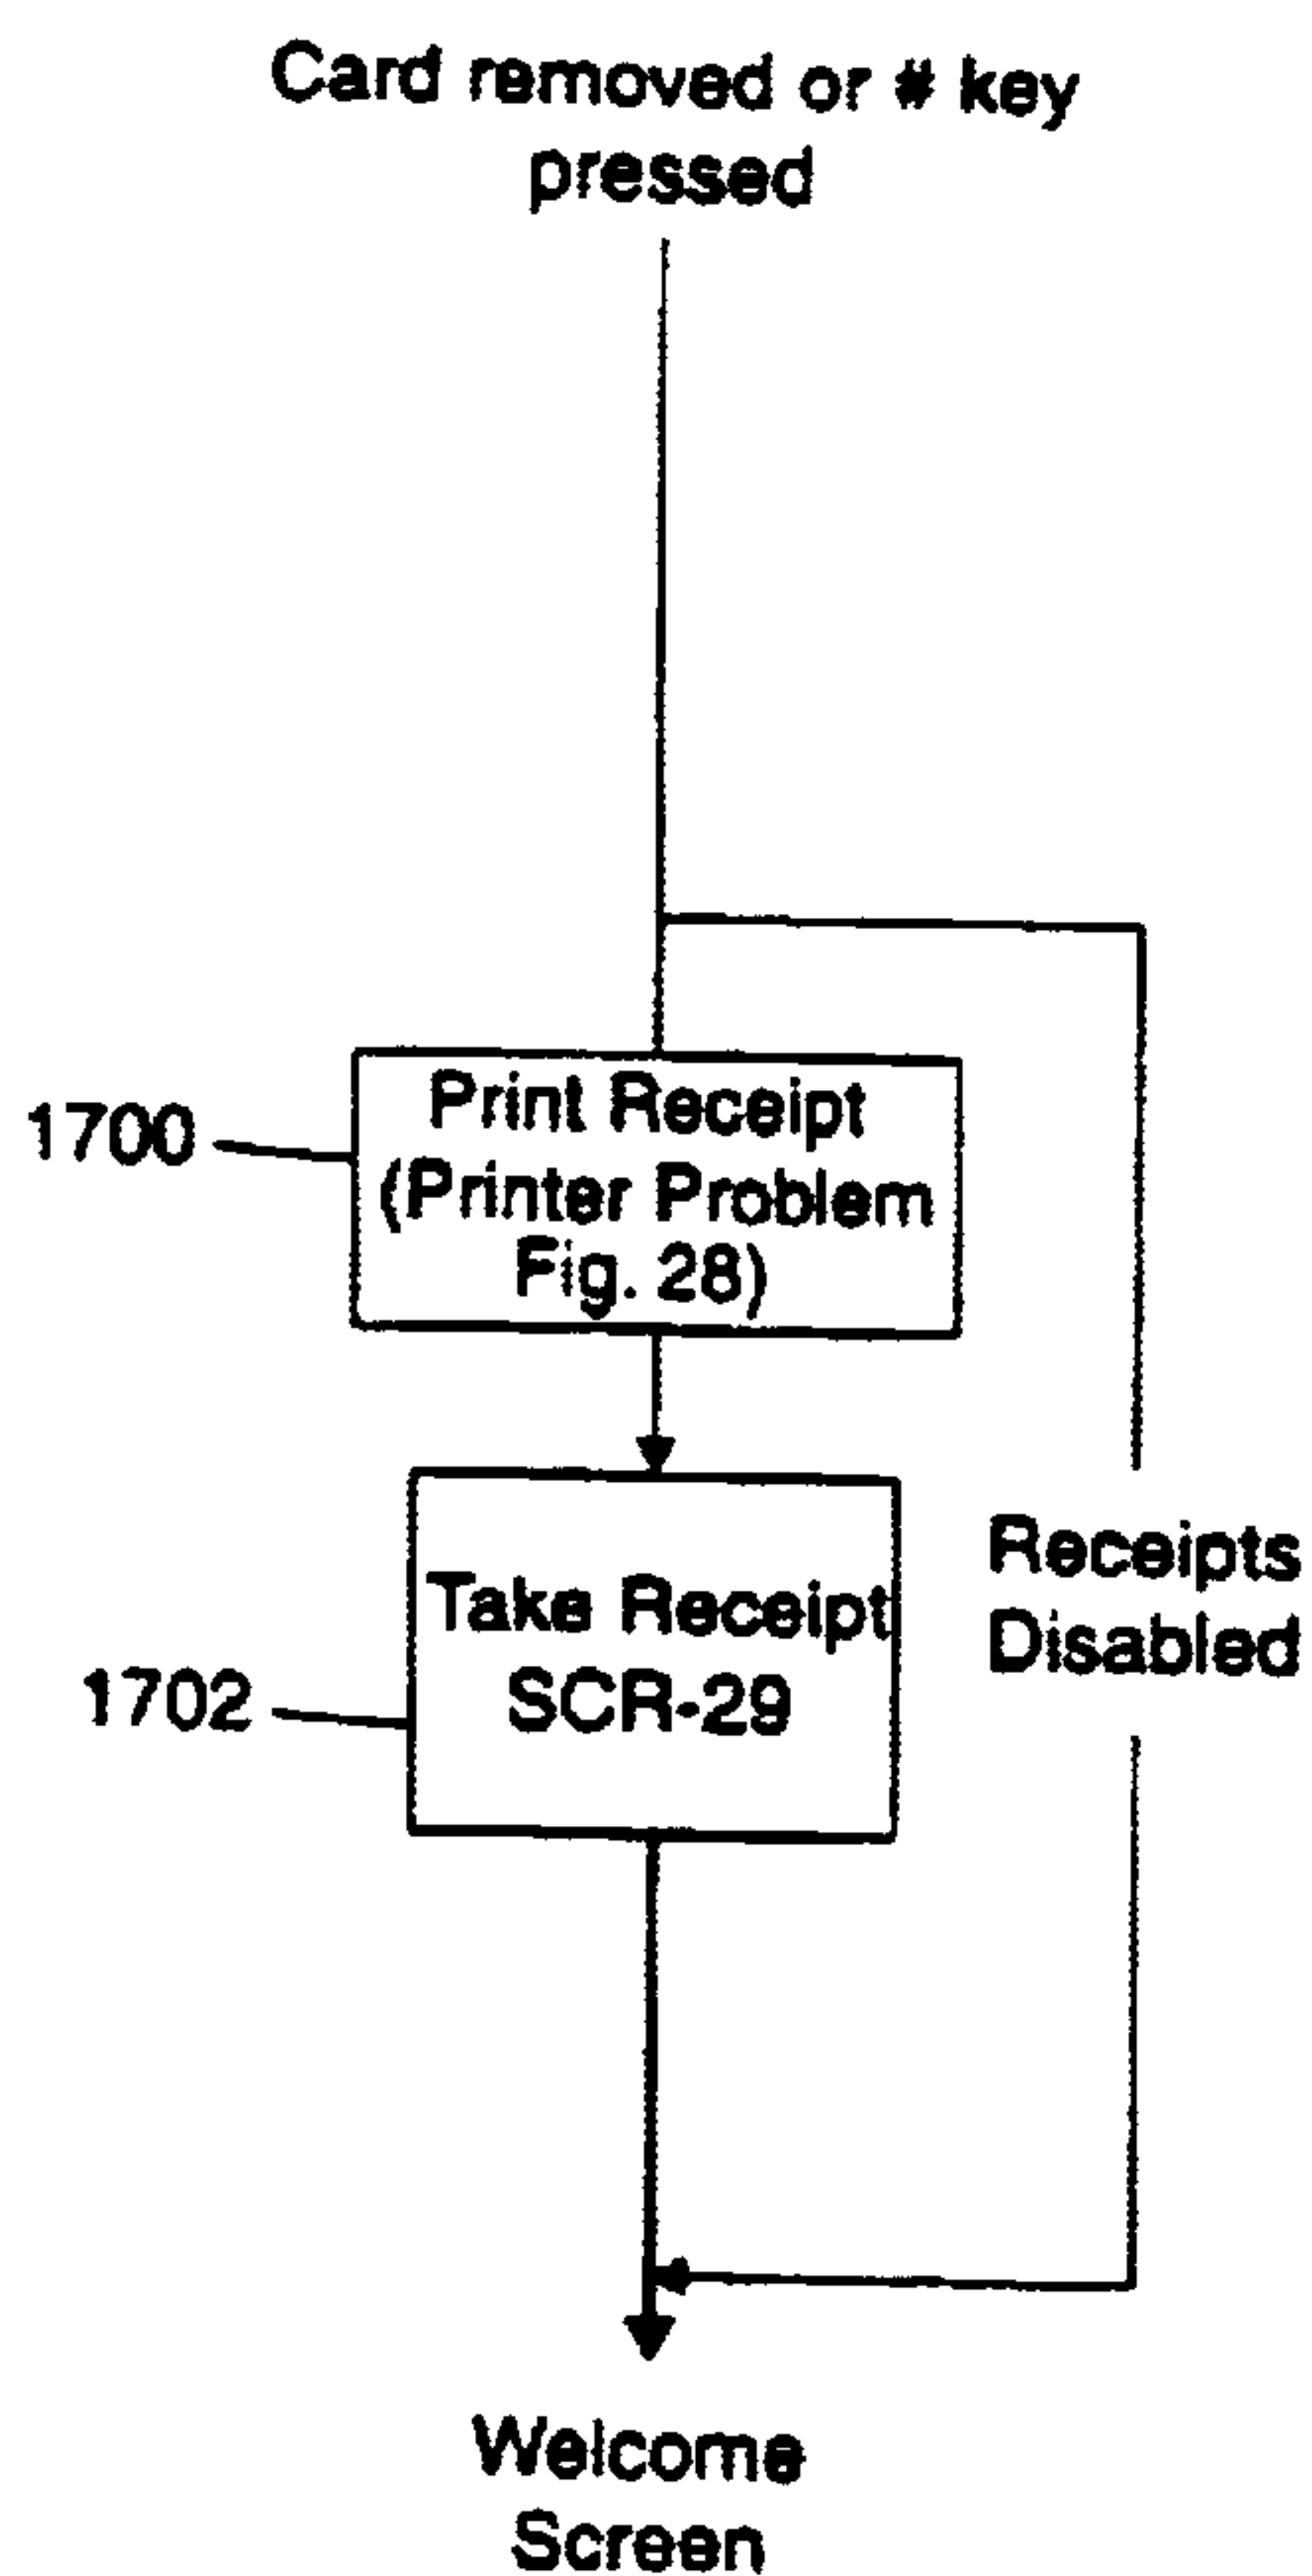 Card removed or # key
pressed
1700
Print Receipt
(Printer Problem
Fig. 28)
1702
Take Receipt
SCR-29
Receipts
Disabled
Welcome
Screen